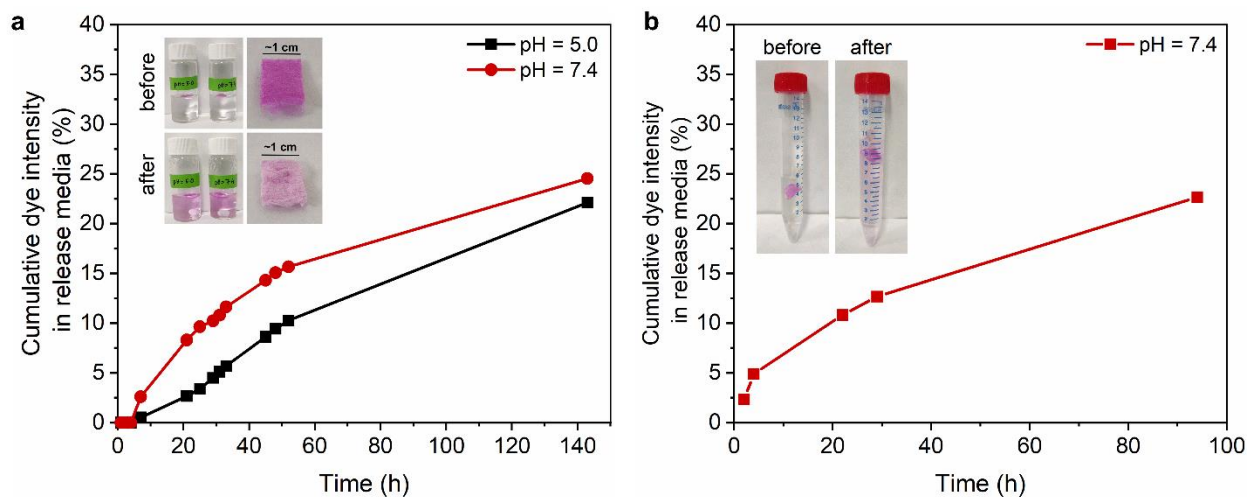 a
Cumulative dye intensity
in release media (%)
40
35
30
25
20
15
10
5
0
before
after
~1 cm
~1 cm
pH = 5.0
pH = 7.4
0 20 40 60 80 100 120 140
Time (h)
b
Cumulative dye intensity
in release media (%)
40
35
30
25
20
15
10
5
0
before after
pH = 7.4
0 20 40 60 80 100
Time (h)